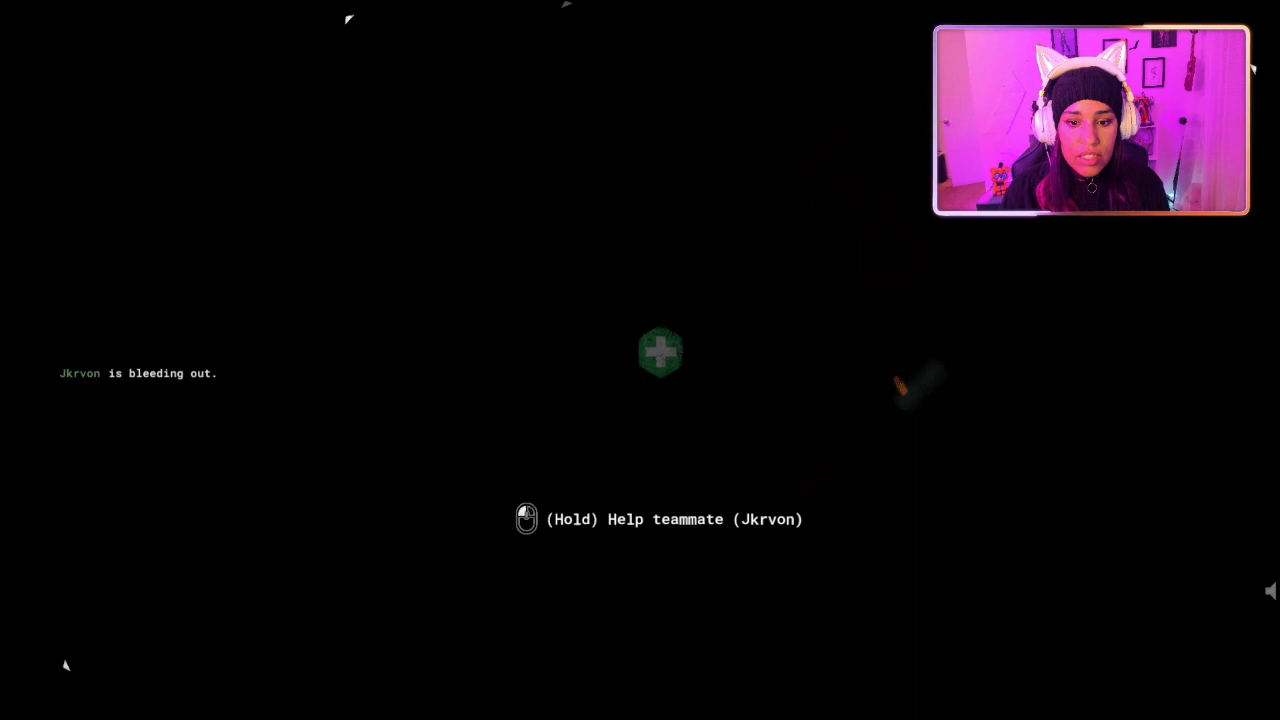 Jkrvon is bleeding out.
(Hold) Help teammate (Jkrvon)